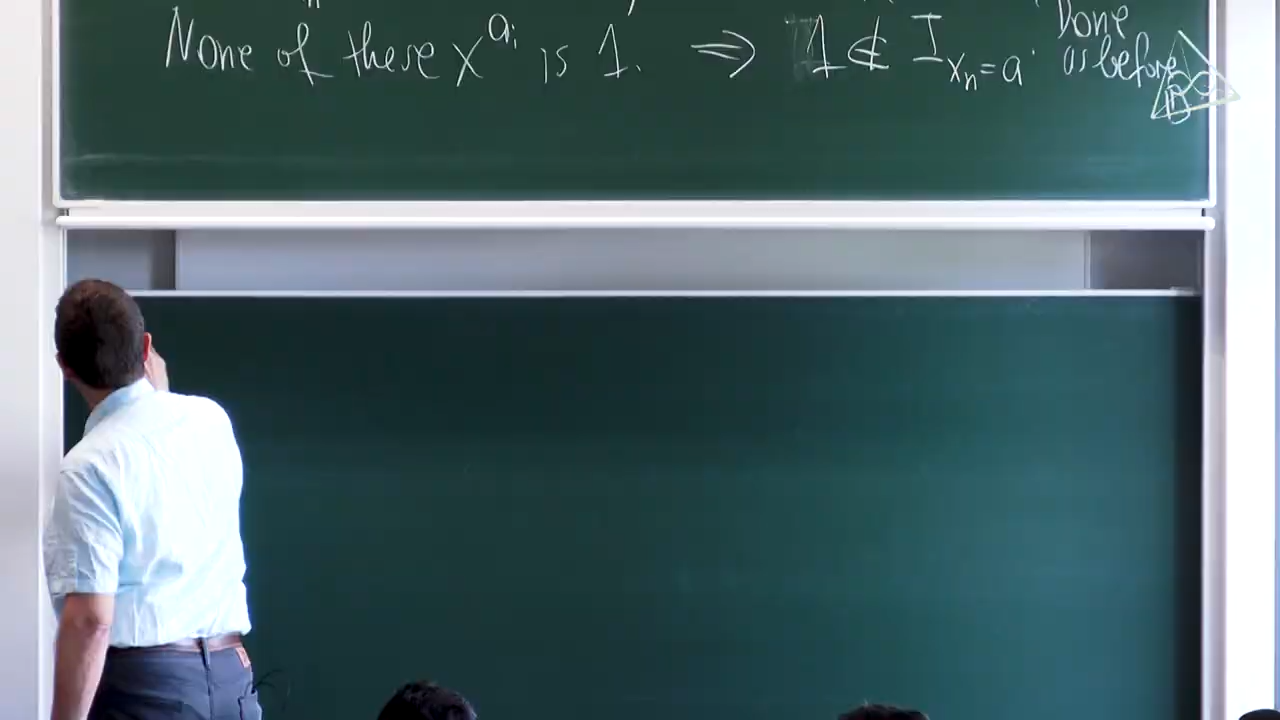 None of these x^{a_i} is 1. ⇒ 1 ∉ I_{x_n=a}. Done
as before